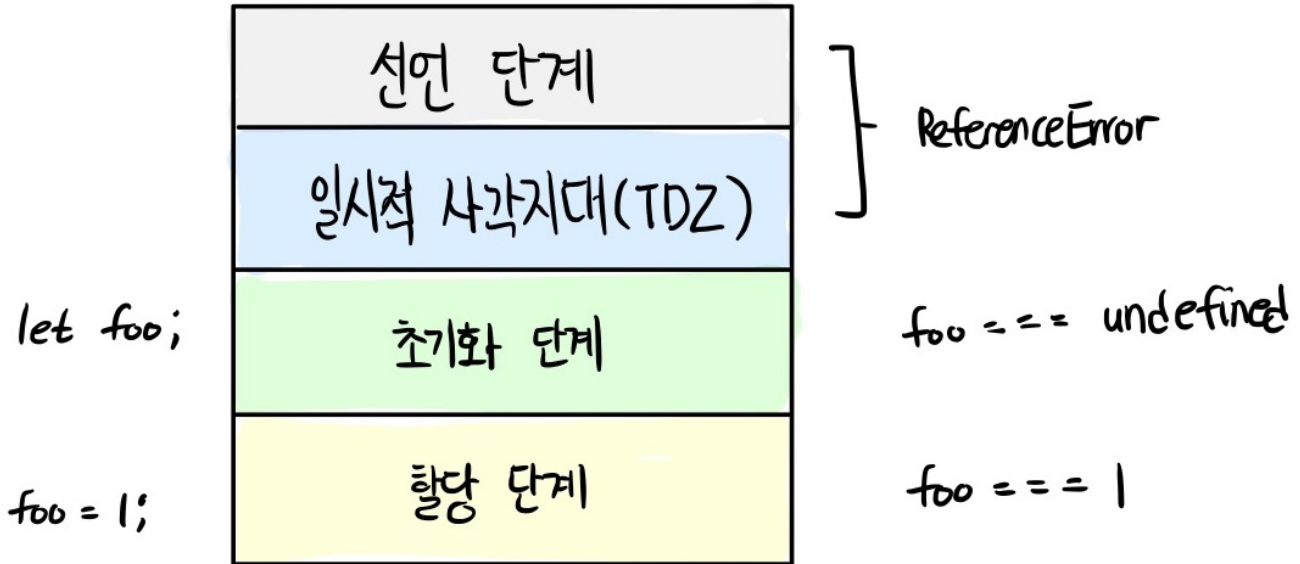 선언 단계
ReferenceError
일시적 사각지대(TDZ)
let foo;
초기화 단계
foo === undefined
foo = 1;
할당 단계
foo === 1